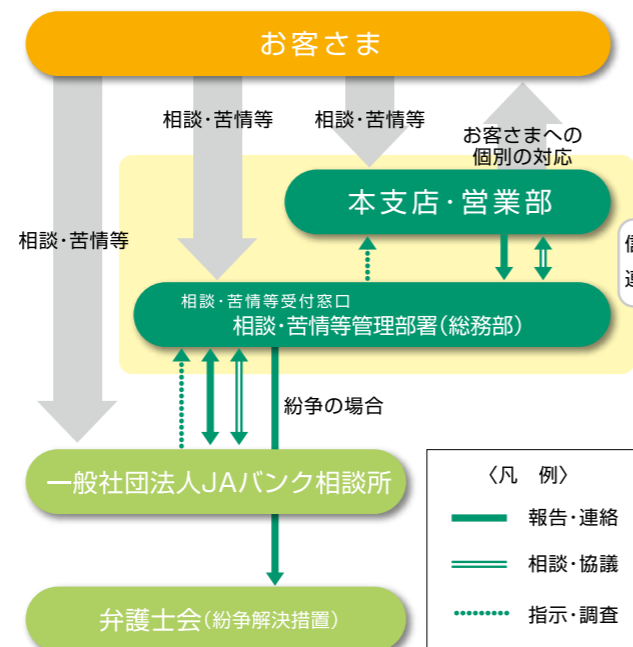 お客さま
相談・苦情等
相談・苦情等
お客さまへの
個別の対応
本支店・営業部
相談・苦情等
相談・苦情等受付窓口
相談・苦情等管理部署(総務部)
紛争の場合
一般社団法人JAバンク相談所
弁護士会(紛争解決措置)
〈凡 例〉
報告・連絡
相談・協議
指示・調査